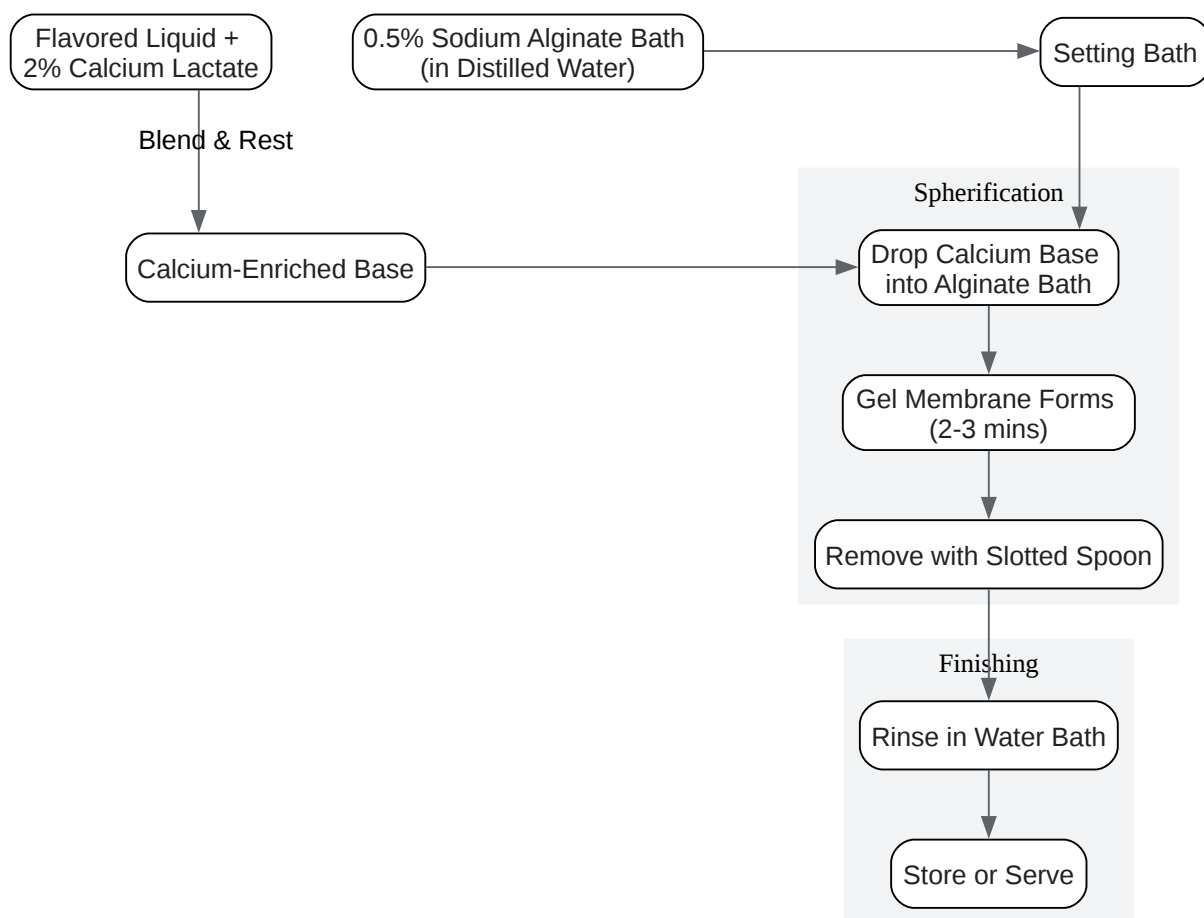 Flavored Liquid +
2% Calcium Lactate
0.5% Sodium Alginate Bath
(in Distilled Water)
Setting Bath
Blend & Rest
Spherification
Calcium-Enriched Base
Drop Calcium Base
into Alginate Bath
Gel Membrane Forms
(2-3 mins)
Remove with Slotted Spoon
Finishing
Rinse in Water Bath
Store or Serve